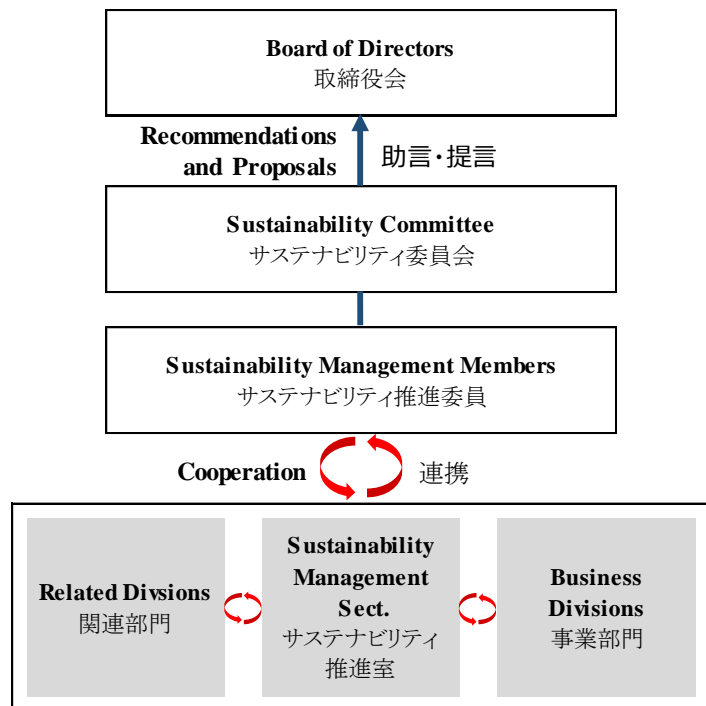 Board of Directors
取締役会
Recommendations
and Proposals
助言・提言
Sustainability Committee
サステナビリティ委員会
Sustainability Management Members
サステナビリティ推進委員
Cooperation
連携
Related Divsions
関連部門
Sustainability
Management
Sect.
サステナビリティ
推進室
Business
Divisions
事業部門